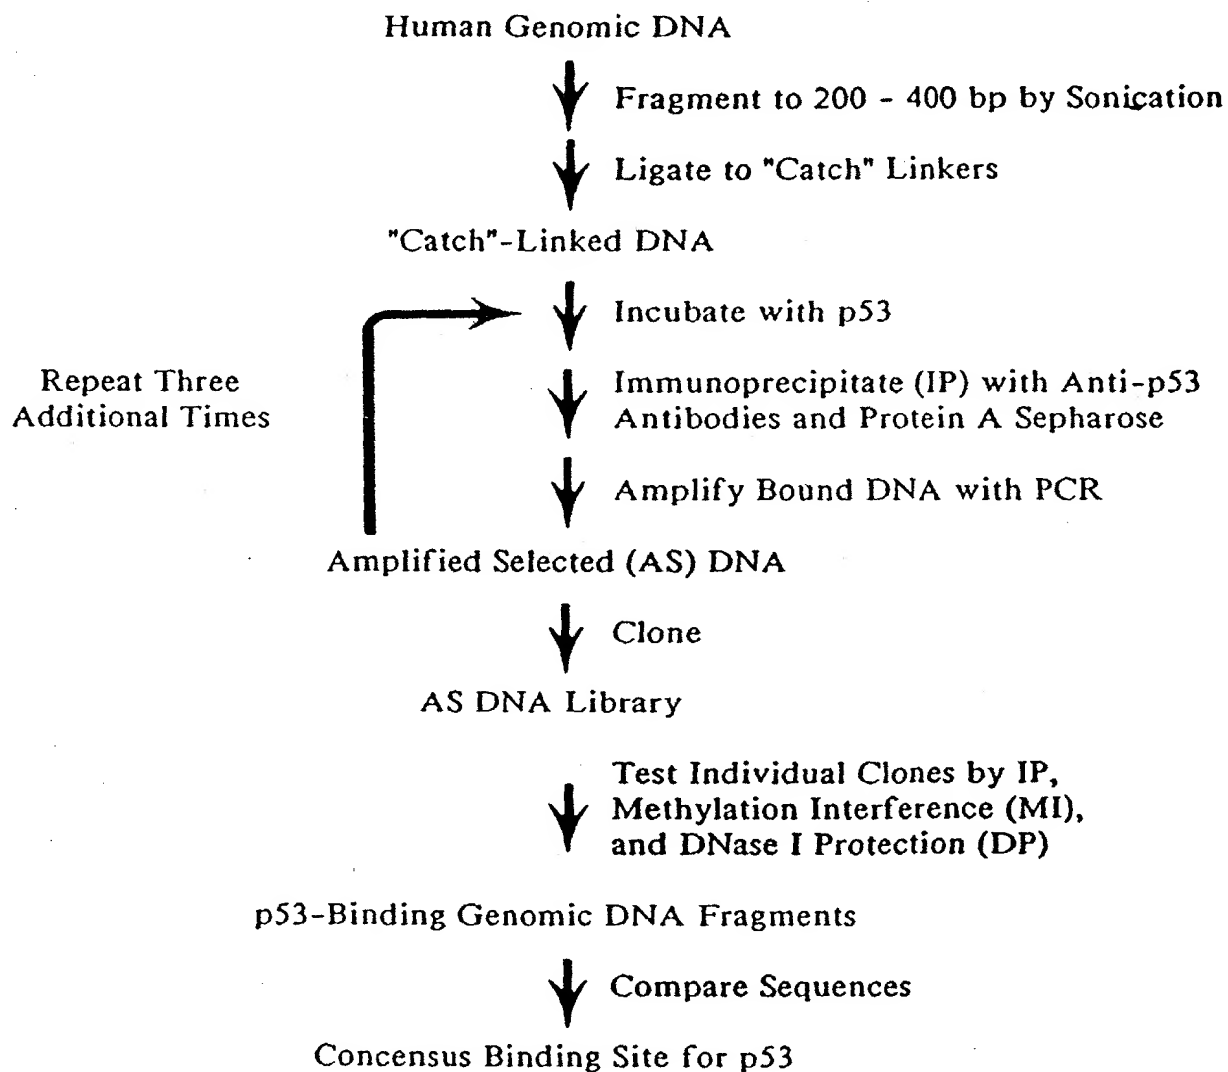 Human Genomic DNA
Fragment to 200 - 400 bp by Sonication
Ligate to "Catch" Linkers
"Catch"-Linked DNA
Incubate with p53
Repeat Three
Additional Times
Immunoprecipitate (IP) with Anti-p53
Antibodies and Protein A Sepharose
Amplify Bound DNA with PCR
Amplified Selected (AS) DNA
Clone
AS DNA Library
Test Individual Clones by IP,
Methylation Interference (MI),
and DNase I Protection (DP)
p53-Binding Genomic DNA Fragments
Compare Sequences
Concensus Binding Site for p53